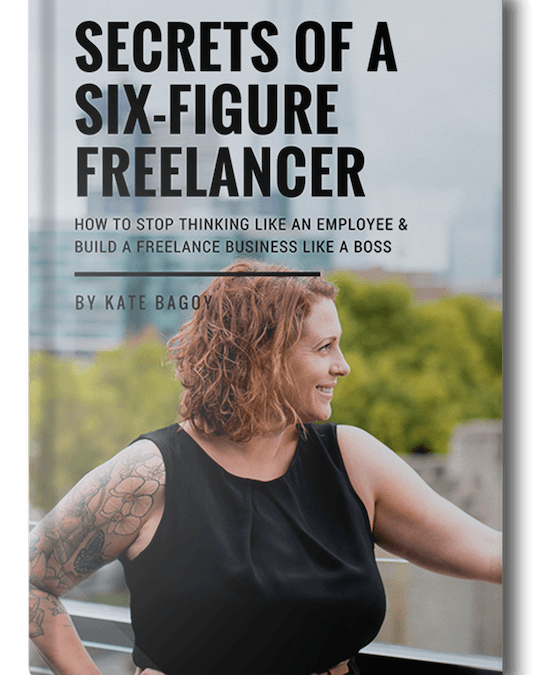 SECRETS OF A
SIX-FIGURE
FREELANCER
HOW TO STOP THINKING LIKE AN EMPLOYEE &
BUILD A FREELANCE BUSINESS LIKE A BOSS
BY KATE BAGOY